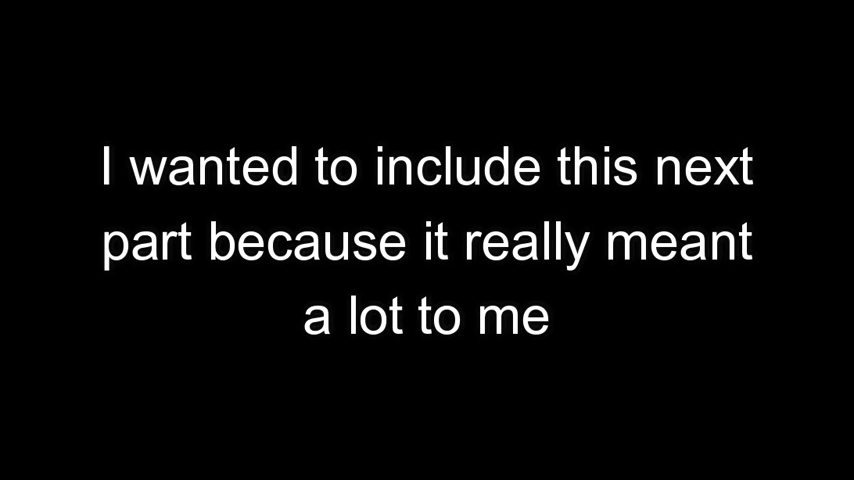 I wanted to include this next
part because it really meant
a lot to me